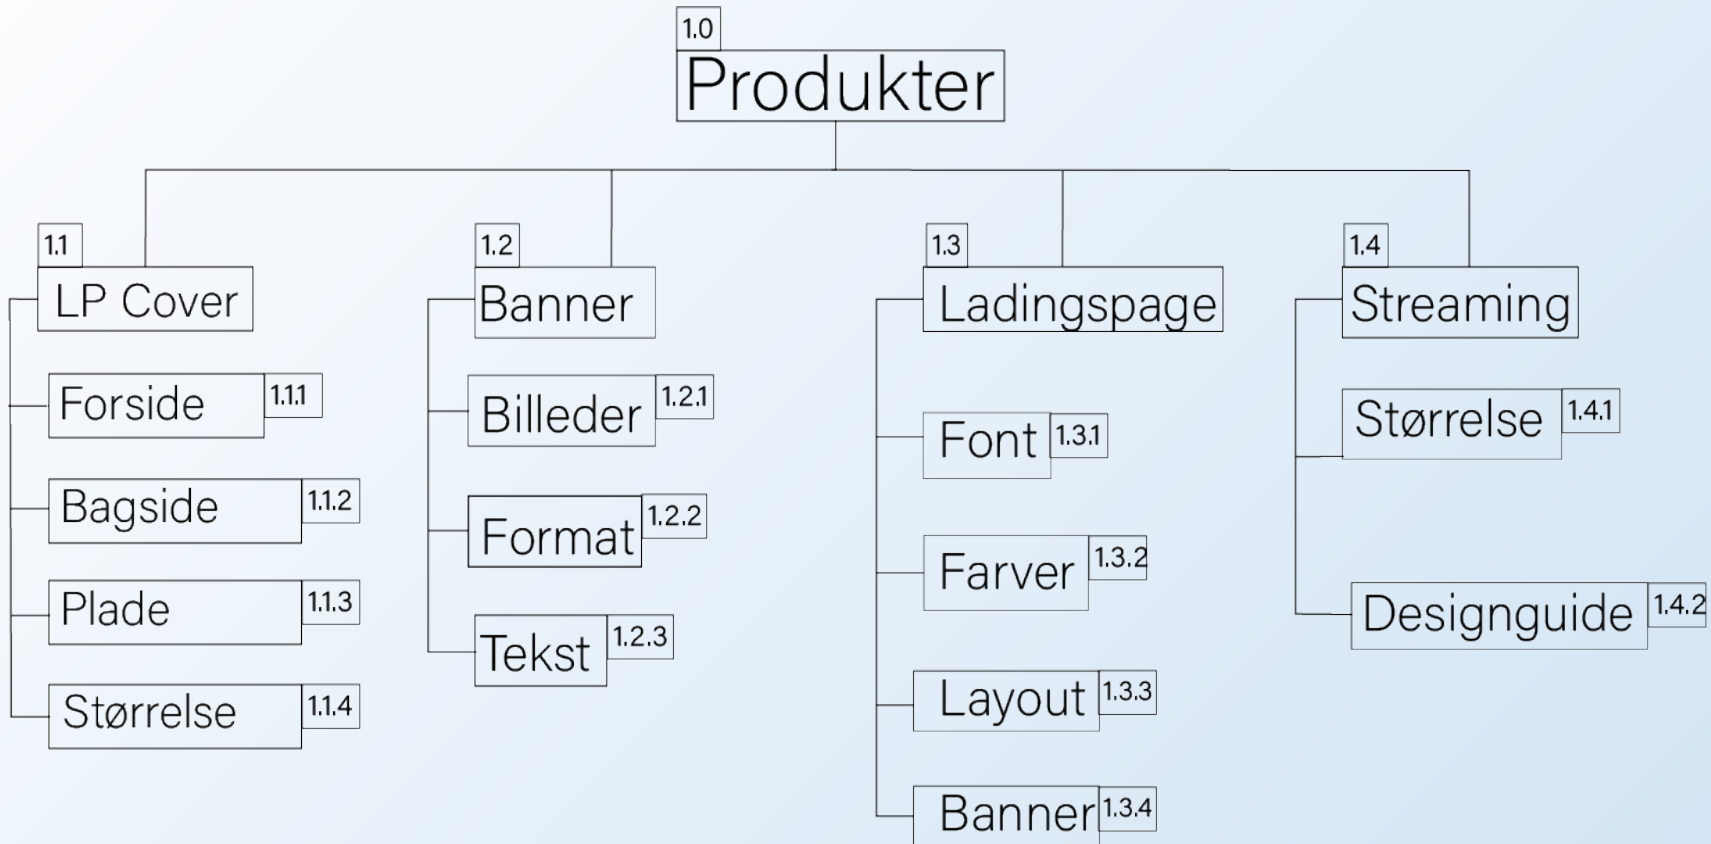 1.0
Produkter
1.1
LP Cover
Forside 1.1.1
Bagside 1.1.2
Plade 1.1.3
Størrelse 1.1.4
1.2
Banner
Billeder 1.2.1
Format 1.2.2
Tekst 1.2.3
1.3
Ladingspage
Font 1.3.1
Farver 1.3.2
Layout 1.3.3
Banner 1.3.4
1.4
Streaming
Størrelse 1.4.1
Designguide 1.4.2